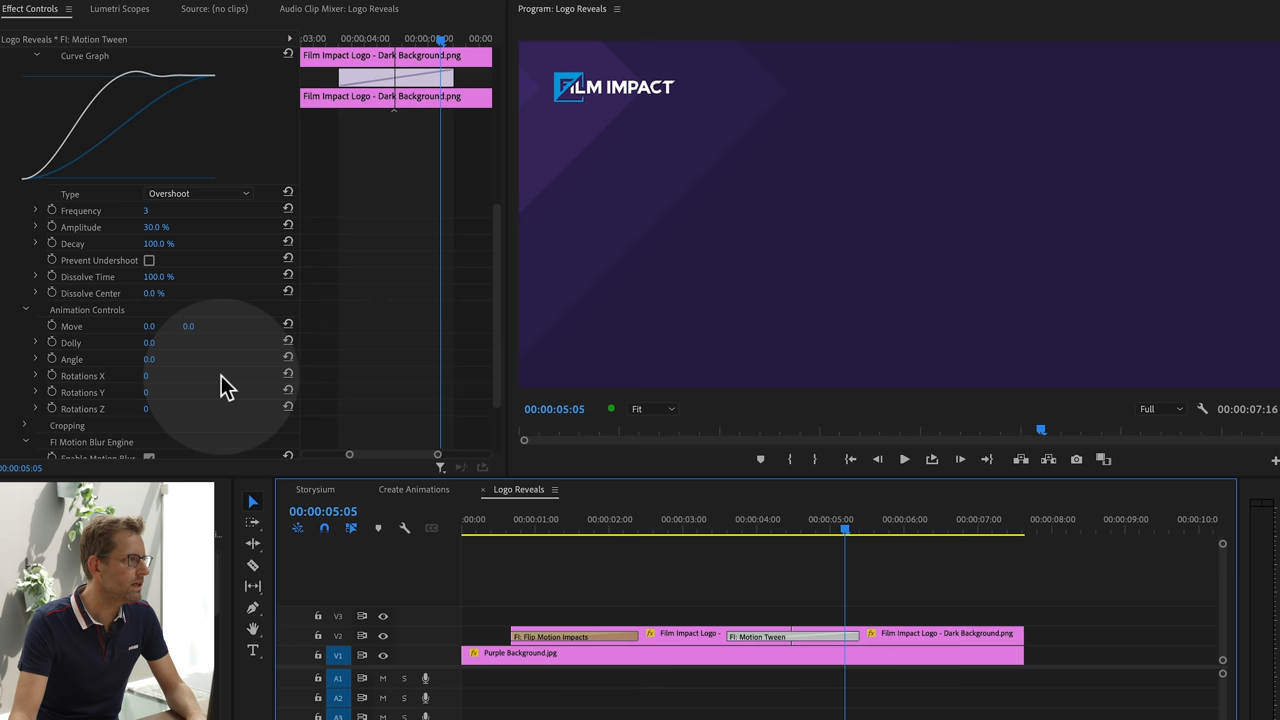 Effect Controls
Lumetri Scopes
Source: (no clips)
Audio Clip Mixer: Logo Reveals
Program: Logo Reveals
Logo Reveals * FI: Motion Tween
:03:00
00:00:04:00
00:00
Curve Graph
Film Impact Logo - Dark Background.png
Film Impact Logo - Dark Background.png
FILM IMPACT
Type
Overshoot
Frequency
3
Amplitude
30.0 %
Decay
100.0 %
Prevent Undershoot
Dissolve Time
100.0 %
Dissolve Center
0.0 %
Animation Controls
Move
0.0
0.0
Dolly
0.0
Angle
0.0
Rotations X
0
Rotations Y
0
Rotations Z
0
Cropping
FI Motion Blur Engine
Enable Motion Blur
00:00:05:05
00:00:05:05
Fit
Full
00:00:07:16
Storysium
Create Animations
× Logo Reveals
00:00:05:05
:00:00
00:00:01:00
00:00:02:00
00:00:03:00
00:00:04:00
00:00:05:00
00:00:06:00
00:00:07:00
00:00:08:00
00:00:09:00
00:00:10:0
V3
V2
FI: Flip Motion Impacts
fx
Film Impact Logo -
FI: Motion Tween
fx
Film Impact Logo - Dark Background.png
V1
fx
Purple Background.jpg
A1
M
S
A2
M
S
A3
M
S
T